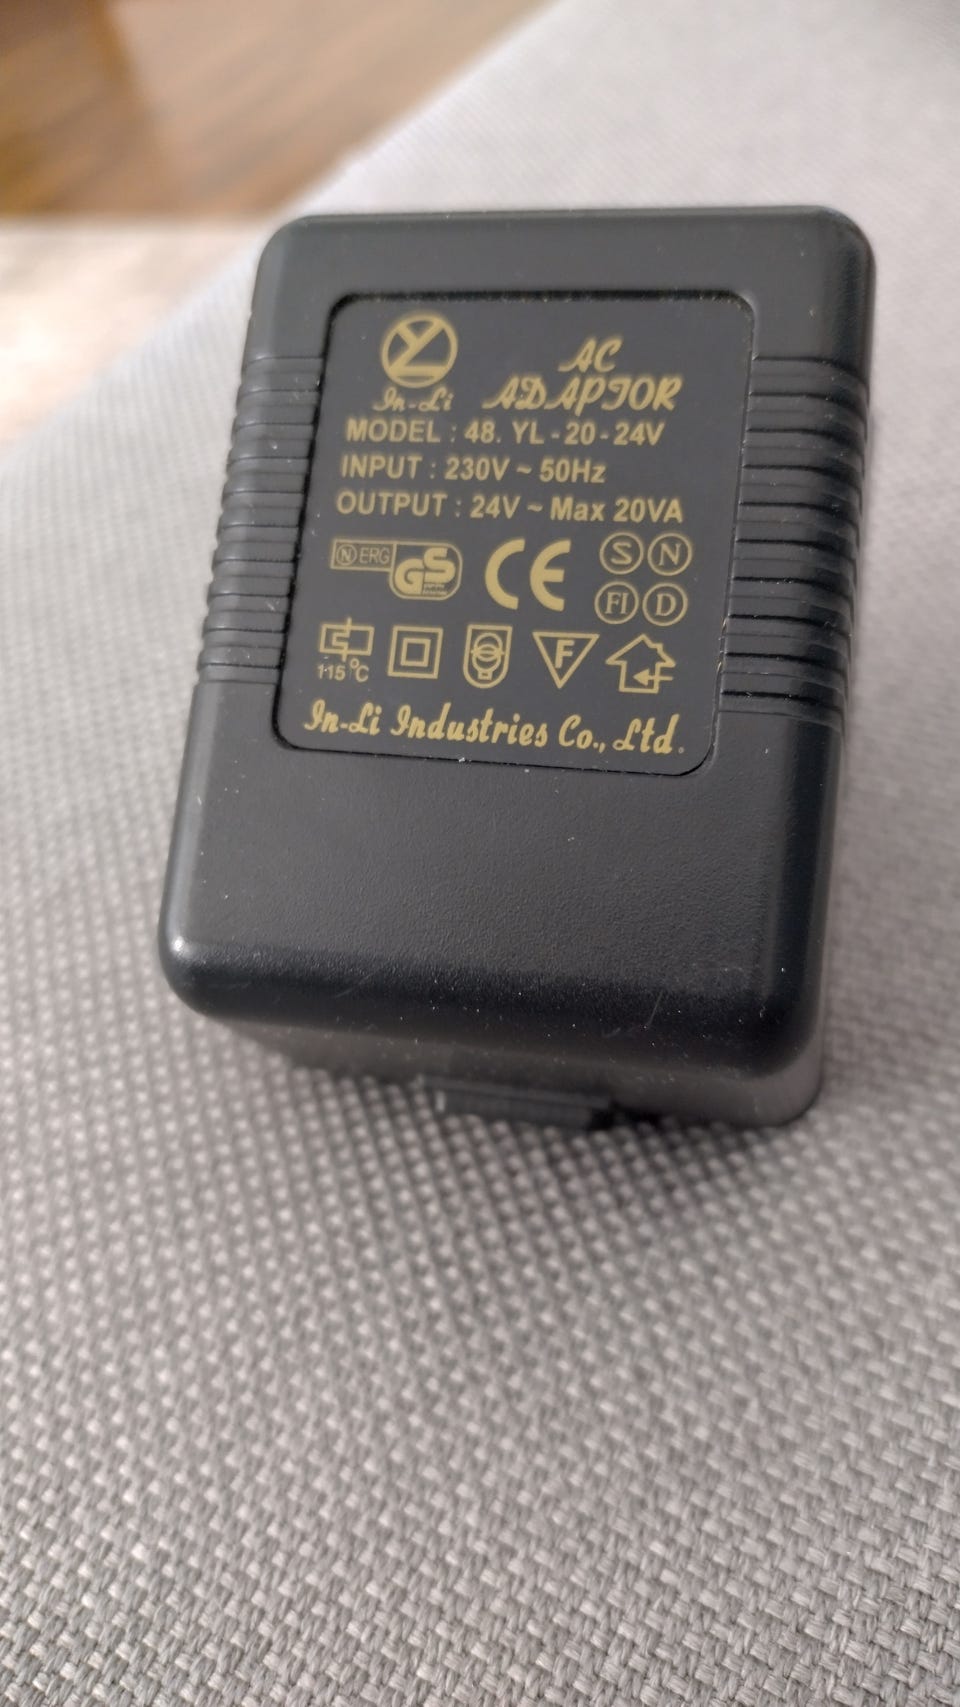 YL
In-Li
AC
ADAPTOR
MODEL : 48. YL - 20 - 24V
INPUT : 230V ~ 50Hz
OUTPUT : 24V ~ Max 20VA
N ERG
GS
CE
S N
FI D
115°C
F
In-Li Industries Co., Ltd.